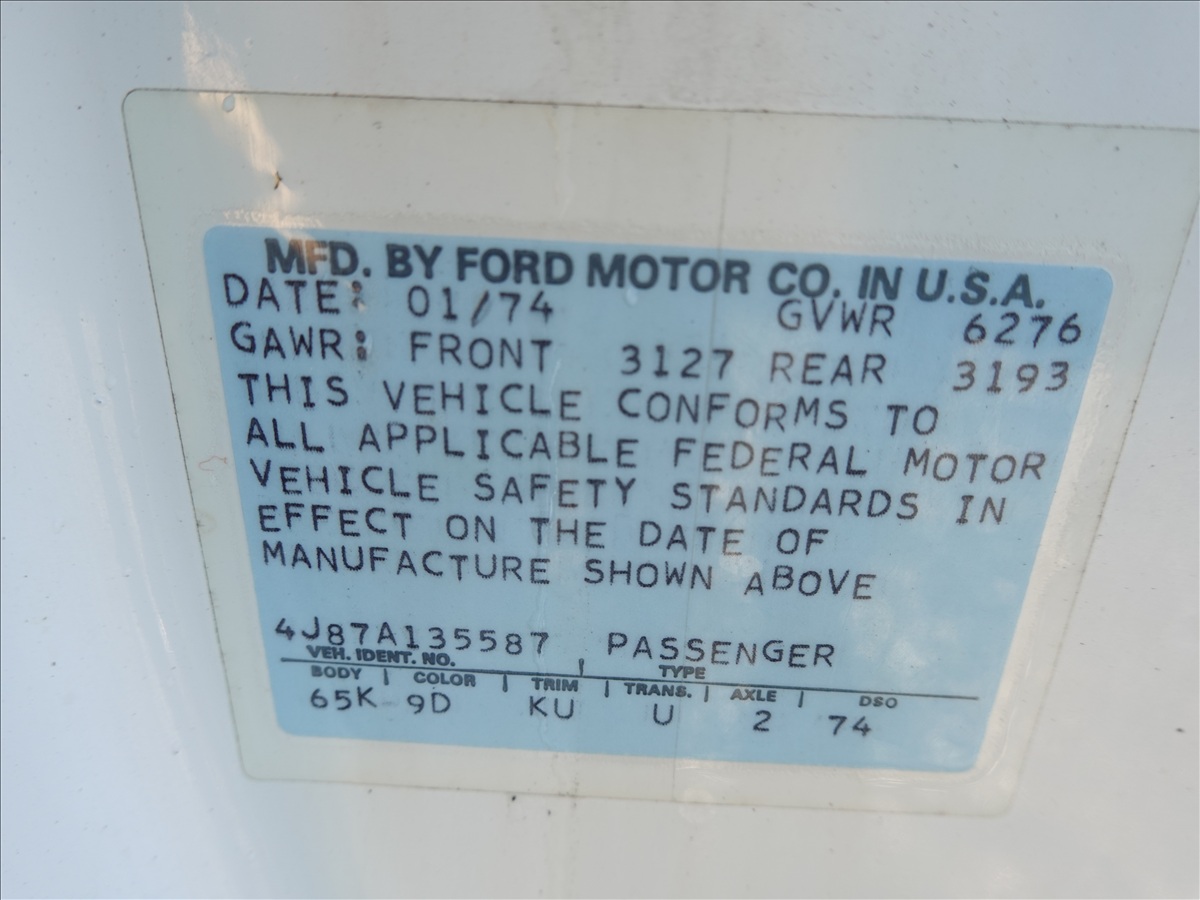 MFD. BY FORD MOTOR CO. IN U.S.A.
DATE: 01/74 GVWR 6276
GAWR: FRONT 3127 REAR 3193
THIS VEHICLE CONFORMS TO
ALL APPLICABLE FEDERAL MOTOR
VEHICLE SAFETY STANDARDS IN
EFFECT ON THE DATE OF
MANUFACTURE SHOWN ABOVE
4J87A135587 PASSENGER
VEH. IDENT. NO. | TYPE
BODY | COLOR | TRIM | TRANS. | AXLE | DSO
65K 9D KU U 2 74